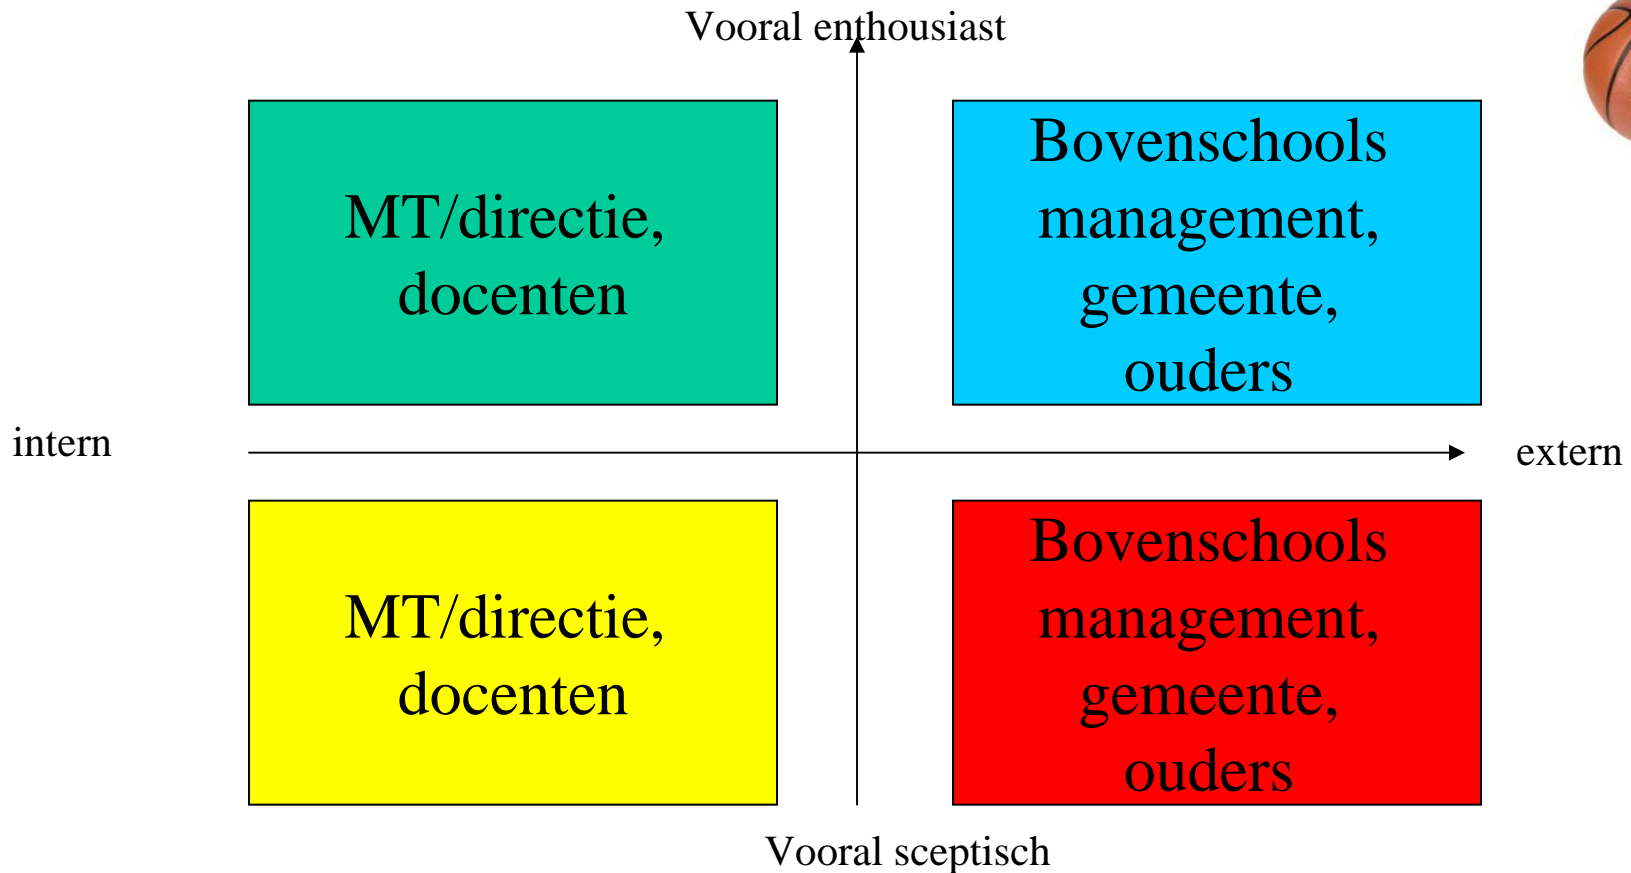 Vooral enthousiast
MT/directie,
docenten
Bovenschools
management,
gemeente,
ouders
intern
extern
MT/directie,
docenten
Bovenschools
management,
gemeente,
ouders
Vooral sceptisch